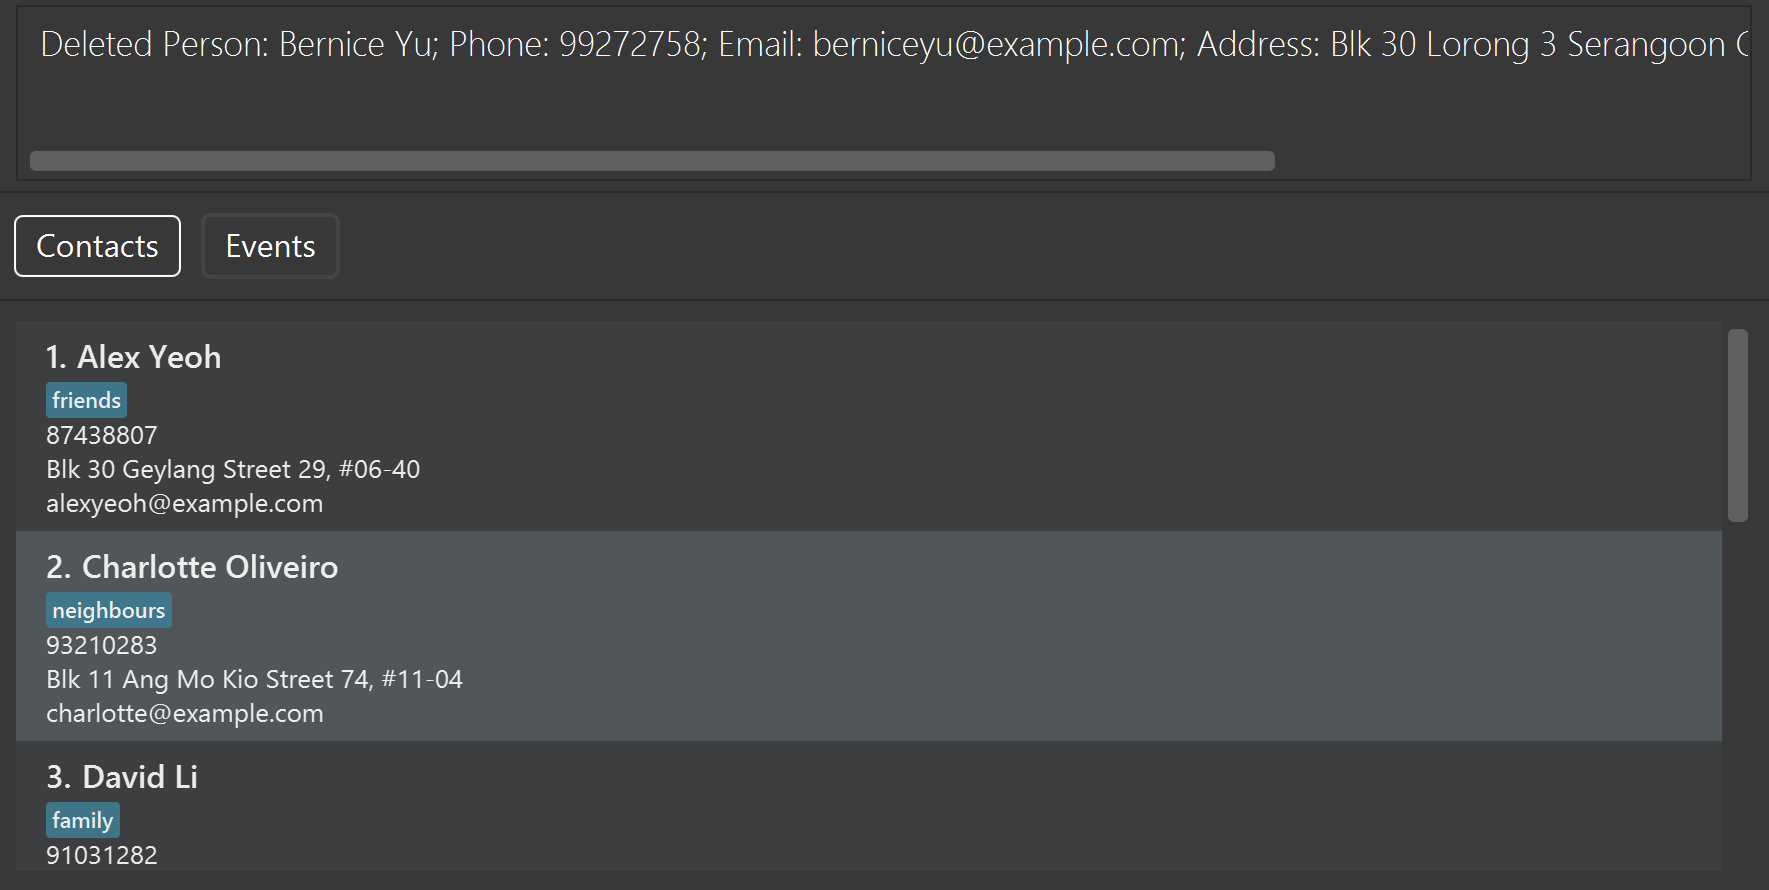 Deleted Person: Bernice Yu; Phone: 99272758; Email: berniceyu@example.com; Address: Blk 30 Lorong 3 Serangoon
Contacts
Events
1. Alex Yeoh
friends
87438807
Blk 30 Geylang Street 29, #06-40
alexyeoh@example.com
2. Charlotte Oliveiro
neighbours
93210283
Blk 11 Ang Mo Kio Street 74, #11-04
charlotte@example.com
3. David Li
family
91031282